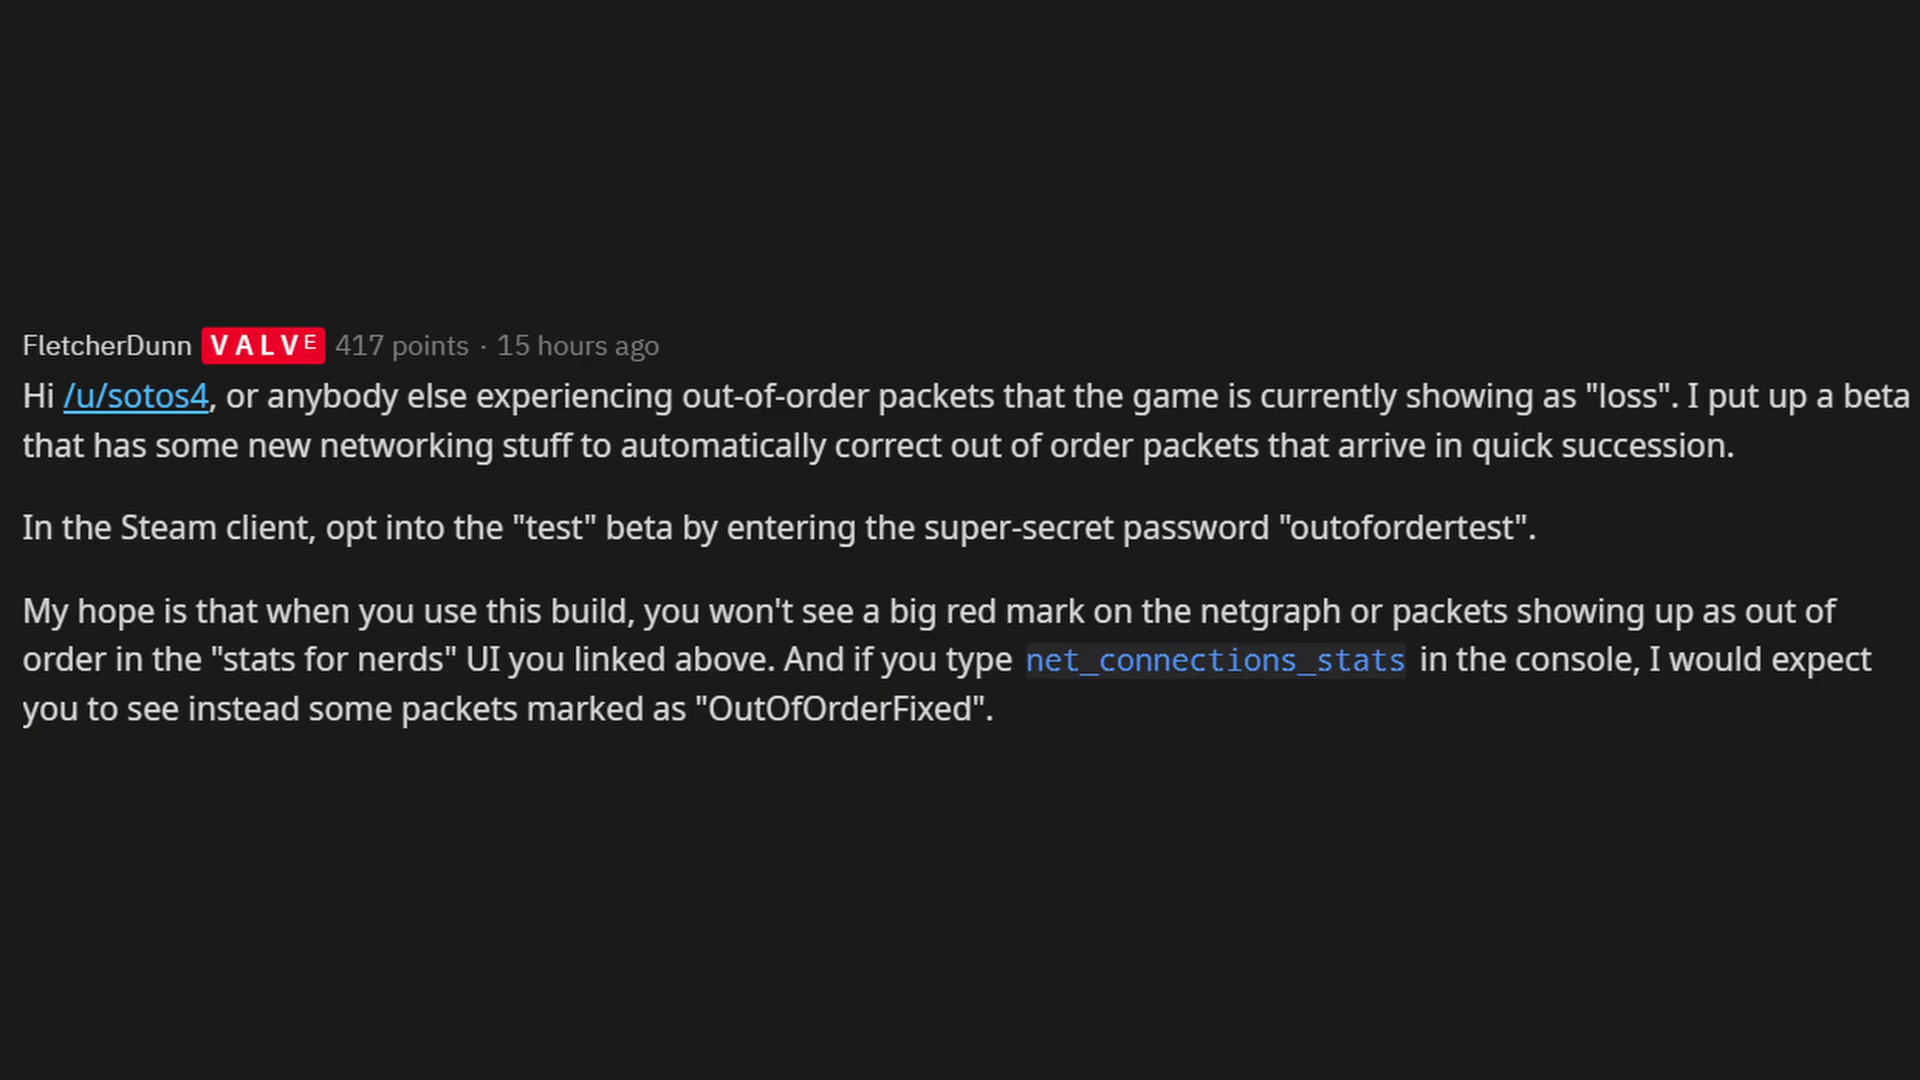 FletcherDunn VALVE 417 points · 15 hours ago
Hi /u/sotos4, or anybody else experiencing out-of-order packets that the game is currently showing as "loss". I put up a beta
that has some new networking stuff to automatically correct out of order packets that arrive in quick succession.
In the Steam client, opt into the "test" beta by entering the super-secret password "outofordertest".
My hope is that when you use this build, you won't see a big red mark on the netgraph or packets showing up as out of
order in the "stats for nerds" UI you linked above. And if you type net_connections_stats in the console, I would expect
you to see instead some packets marked as "OutOfOrderFixed".